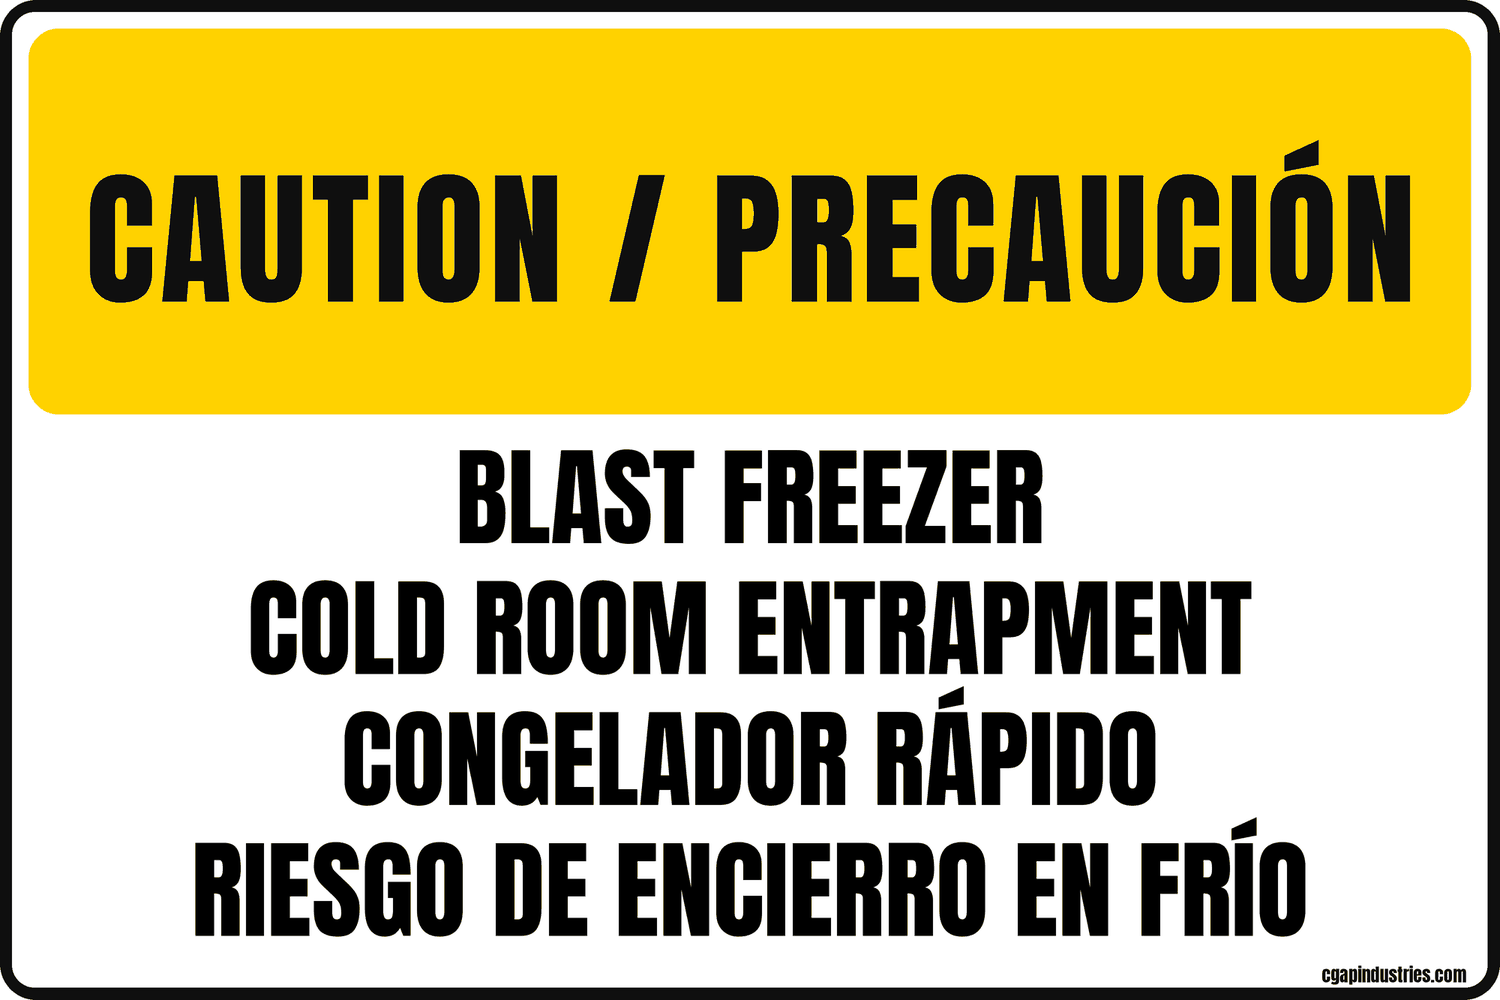 CAUTION / PRECAUCIÓN
BLAST FREEZER
COLD ROOM ENTRAPMENT
CONGELADOR RÁPIDO
RIESGO DE ENCIERRO EN FRÍO
cgapindustries.com